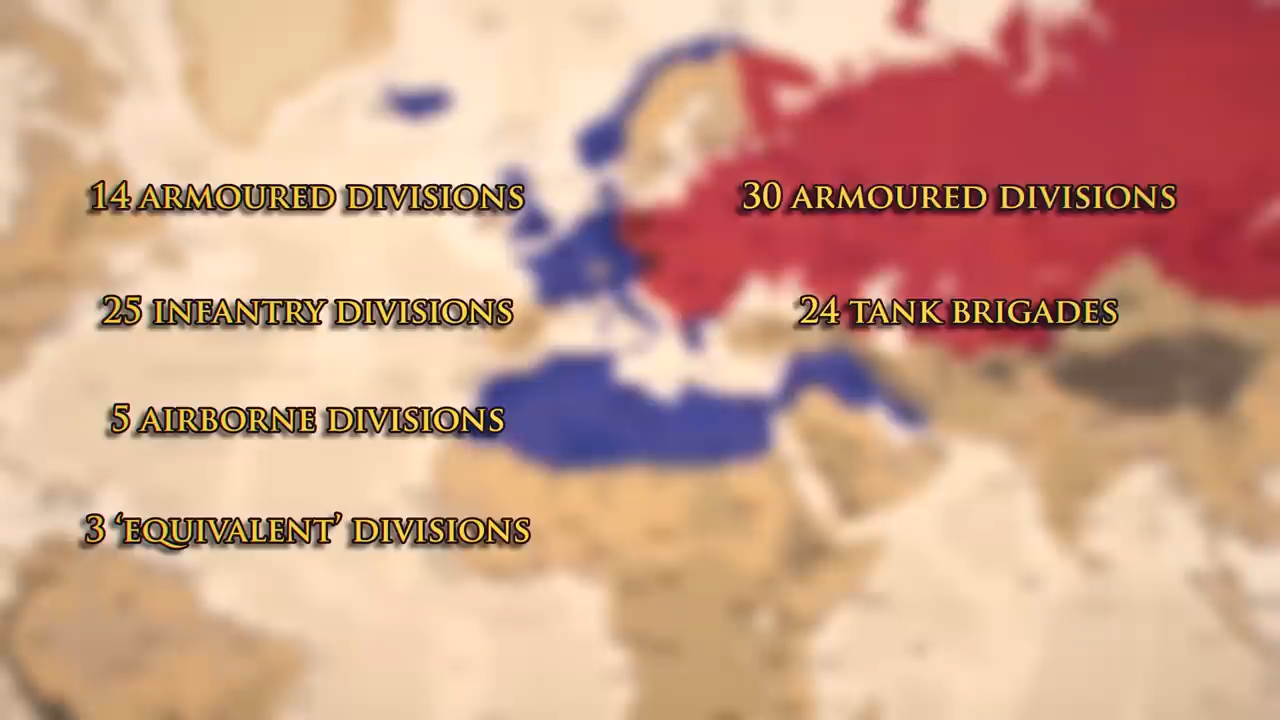 14 ARMOURED DIVISIONS
25 INFANTRY DIVISIONS
5 AIRBORNE DIVISIONS
3 ‘EQUIVALENT’ DIVISIONS
30 ARMOURED DIVISIONS
24 TANK BRIGADES